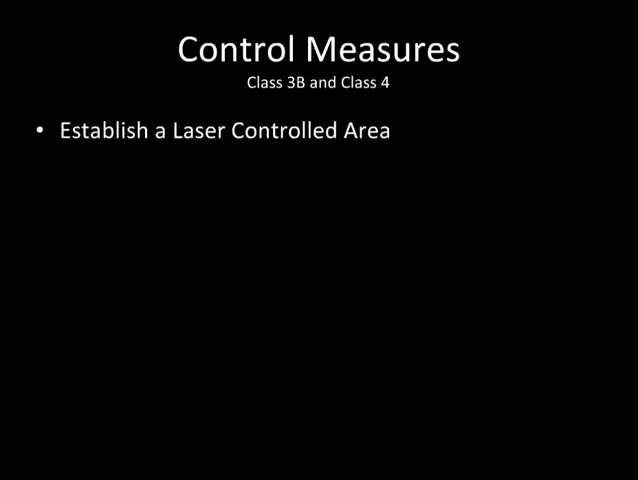 Control Measures
Class 3B and Class 4
• Establish a Laser Controlled Area